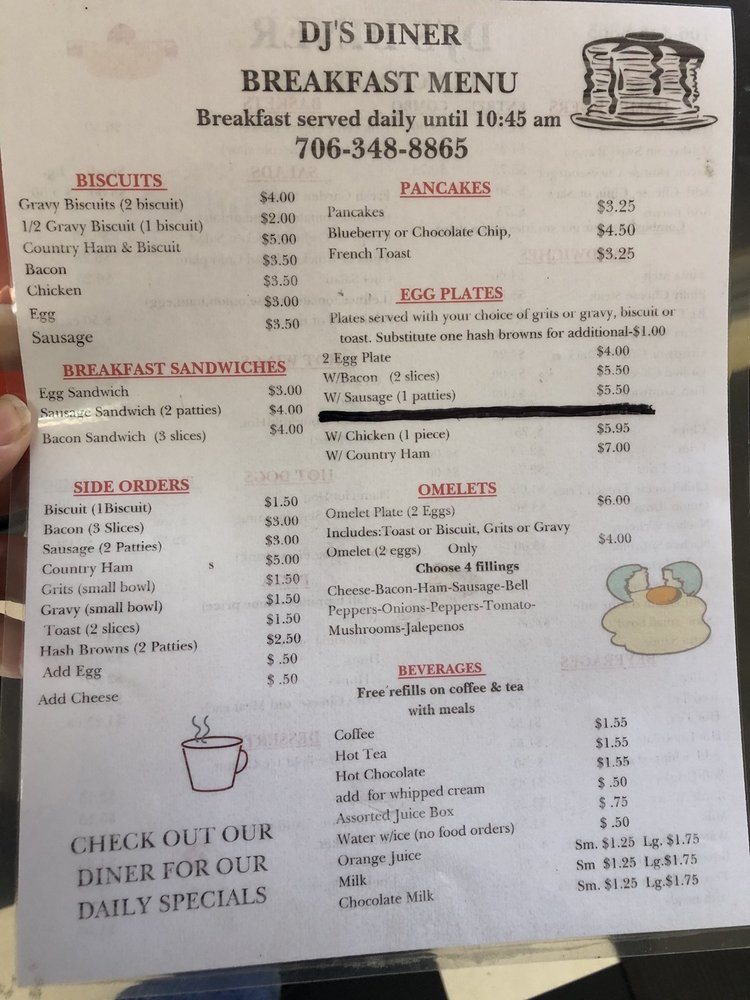 DJ'S DINER
BREAKFAST MENU
Breakfast served daily until 10:45 am
706-348-8865
BISCUITS
Gravy Biscuits (2 biscuit) $4.00
1/2 Gravy Biscuit (1 biscuit) $2.00
Country Ham & Biscuit $5.00
Bacon $3.50
Chicken $3.50
Egg $3.00
Sausage $3.50
BREAKFAST SANDWICHES
Egg Sandwich $3.00
Sausage Sandwich (2 patties) $4.00
Bacon Sandwich (3 slices) $4.00
SIDE ORDERS
Biscuit (1Biscuit) $1.50
Bacon (3 Slices) $3.00
Sausage (2 Patties) $3.00
Country Ham s $5.00
Grits (small bowl) $1.50
Gravy (small bowl) $1.50
Toast (2 slices) $1.50
Hash Browns (2 Patties) $2.50
Add Egg $ .50
Add Cheese $ .50
CHECK OUT OUR
DINER FOR OUR
DAILY SPECIALS
PANCAKES
Pancakes $3.25
Blueberry or Chocolate Chip, $4.50
French Toast $3.25
EGG PLATES
Plates served with your choice of grits or gravy, biscuit or
toast. Substitute one hash browns for additional-$1.00
2 Egg Plate $4.00
W/Bacon (2 slices) $5.50
W/ Sausage (1 patties) $5.50
W/ Chicken (1 piece) $5.95
W/ Country Ham $7.00
OMELETS
Omelet Plate (2 Eggs) $6.00
Includes:Toast or Biscuit, Grits or Gravy
Omelet (2 eggs) Only $4.00
Choose 4 fillings
Cheese-Bacon-Ham-Sausage-Bell
Peppers-Onions-Peppers-Tomato-
Mushrooms-Jalepenos
BEVERAGES
Free refills on coffee & tea
with meals
Coffee $1.55
Hot Tea $1.55
Hot Chocolate $1.55
add for whipped cream $ .50
Assorted Juice Box $ .75
Water w/ice (no food orders) $ .50
Orange Juice Sm. $1.25 Lg. $1.75
Milk Sm $1.25 Lg.$1.75
Chocolate Milk Sm. $1.25 Lg.$1.75